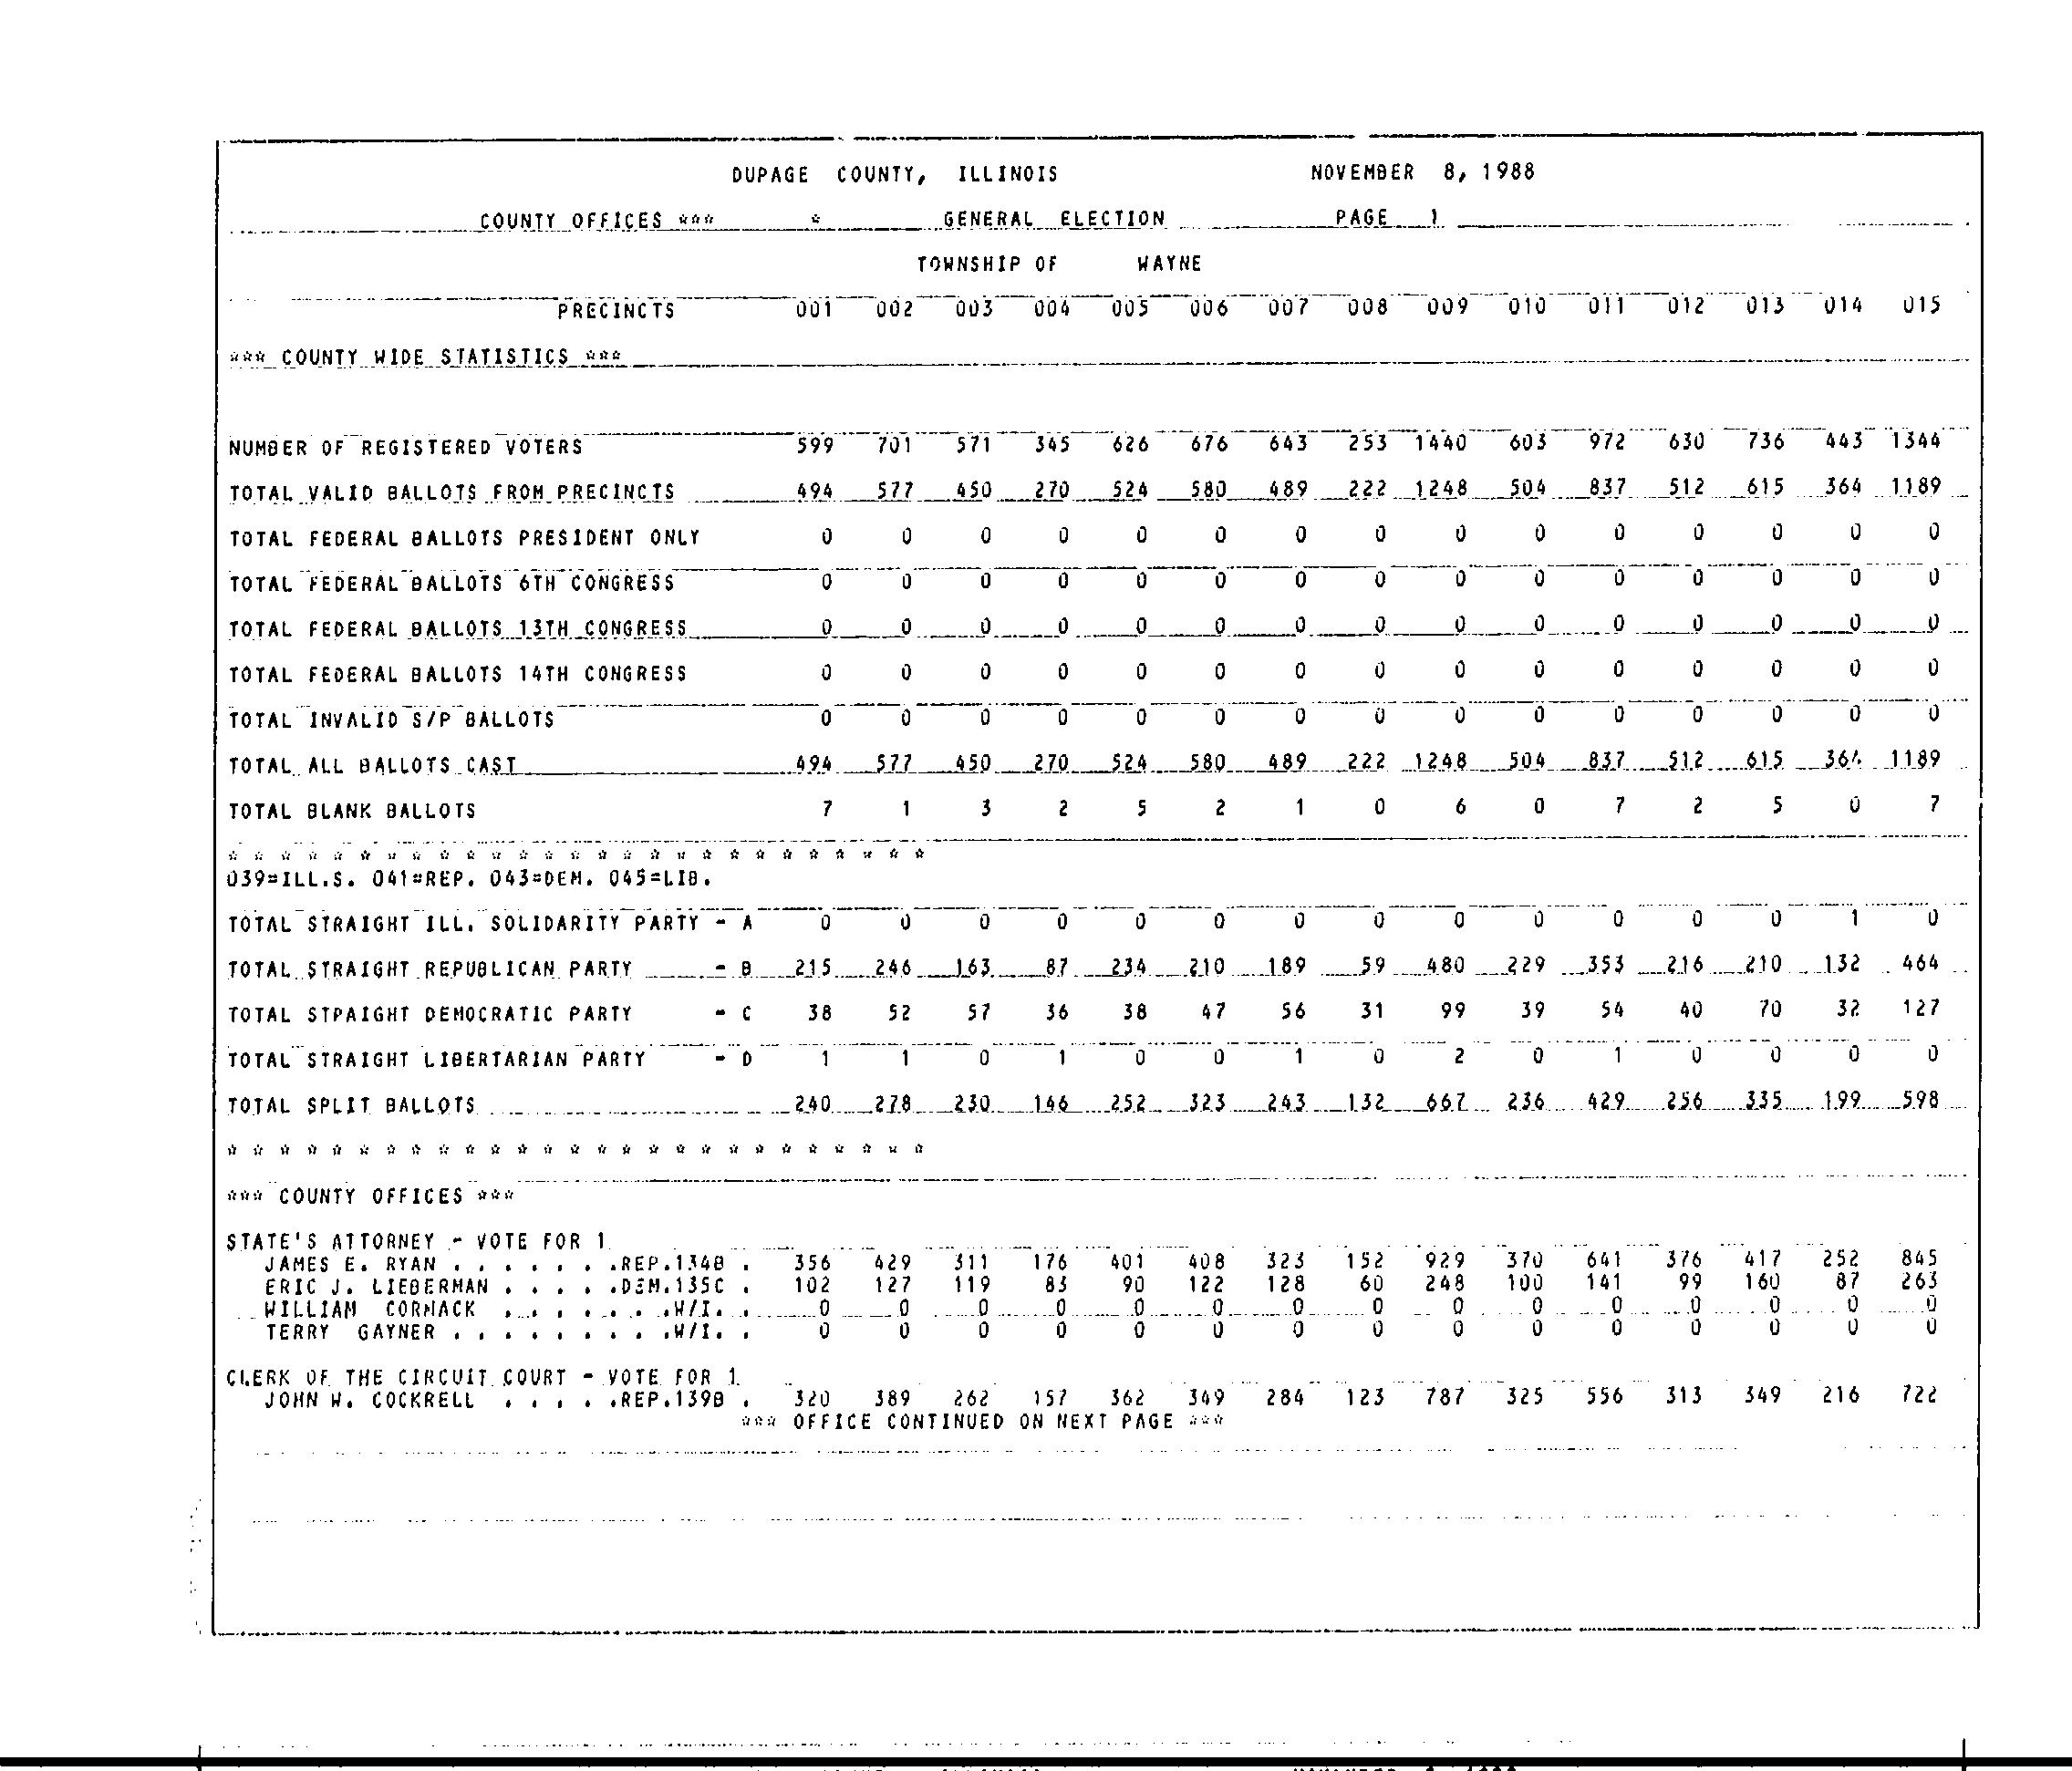 DUPAGE COUNTY, ILLINOIS NOVEMBER 8, 1988
COUNTY OFFICES *** * GENERAL ELECTION PAGE 1
TOWNSHIP OF WAYNE
PRECINCTS 001 002 003 004 005 006 007 008 009 010 011 012 013 014 015
*** COUNTY WIDE STATISTICS ***
NUMBER OF REGISTERED VOTERS 599 701 571 345 626 676 643 253 1440 603 972 630 736 443 1344
TOTAL VALID BALLOTS FROM PRECINCTS 494 577 450 270 524 580 489 222 1248 504 837 512 615 364 1189
TOTAL FEDERAL BALLOTS PRESIDENT ONLY 0 0 0 0 0 0 0 0 0 0 0 0 0 0 0
TOTAL FEDERAL BALLOTS 6TH CONGRESS 0 0 0 0 0 0 0 0 0 0 0 0 0 0 0
TOTAL FEDERAL BALLOTS 13TH CONGRESS 0 0 0 0 0 0 0 0 0 0 0 0 0 0 0
TOTAL FEDERAL BALLOTS 14TH CONGRESS 0 0 0 0 0 0 0 0 0 0 0 0 0 0 0
TOTAL INVALID S/P BALLOTS 0 0 0 0 0 0 0 0 0 0 0 0 0 0 0
TOTAL ALL BALLOTS CAST 494 577 450 270 524 580 489 222 1248 504 837 512 615 364 1189
TOTAL BLANK BALLOTS 7 1 3 2 5 2 1 0 6 0 7 2 5 0 7
* * * * * * * * * * * * * * * * * * * * * * * * * * *
039=ILL.S. 041=REP. 043=DEM. 045=LIB.
TOTAL STRAIGHT ILL. SOLIDARITY PARTY - A 0 0 0 0 0 0 0 0 0 0 0 0 0 1 0
TOTAL STRAIGHT REPUBLICAN PARTY - B 215 246 163 87 234 210 189 59 480 229 353 216 210 132 464
TOTAL STPAIGHT DEMOCRATIC PARTY - C 38 52 57 36 38 47 56 31 99 39 54 40 70 32 127
TOTAL STRAIGHT LIBERTARIAN PARTY - D 1 1 0 1 0 0 1 0 2 0 1 0 0 0 0
TOTAL SPLIT BALLOTS 240 278 230 146 252 323 243 132 667 236 429 256 335 199 598
* * * * * * * * * * * * * * * * * * * * * * * * * * *
*** COUNTY OFFICES ***
STATE'S ATTORNEY - VOTE FOR 1
JAMES E. RYAN . . . . . . .REP.134B . 356 429 311 176 401 408 323 152 929 370 641 376 417 252 845
ERIC J. LIEBERMAN . . . . .DEM.135C . 102 127 119 83 90 122 128 60 248 100 141 99 160 87 263
WILLIAM CORMACK . . . . . . .W/I. . 0 0 0 0 0 0 0 0 0 0 0 0 0 0 0
TERRY GAYNER . . . . . . . . .W/I. . 0 0 0 0 0 0 0 0 0 0 0 0 0 0 0
CLERK OF THE CIRCUIT COURT - VOTE FOR 1
JOHN W. COCKRELL . . . . .REP.139B . 320 389 262 157 362 349 284 123 787 325 556 313 349 216 722
*** OFFICE CONTINUED ON NEXT PAGE ***